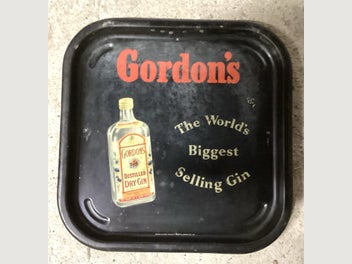 Gordon's
The World's
Biggest
Selling Gin
GORDON'S
DISTILLED
DRY GIN